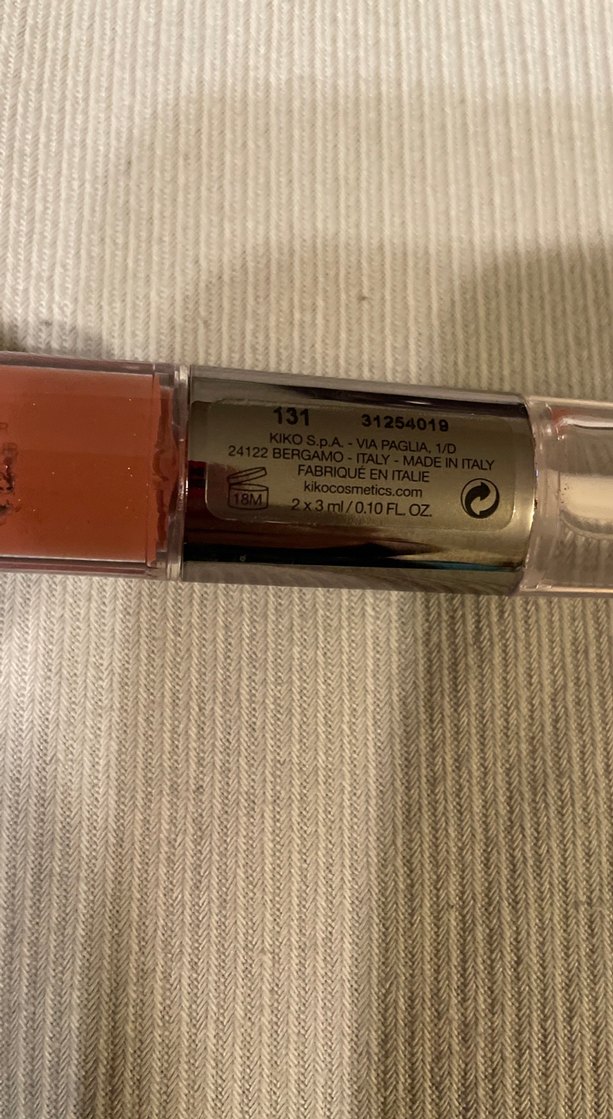 131 31254019
KIKO S.p.A. - VIA PAGLIA, 1/D
24122 BERGAMO - ITALY - MADE IN ITALY
FABRIQUÉ EN ITALIE
kikocosmetics.com
18M
2 x 3 ml / 0.10 FL. OZ.